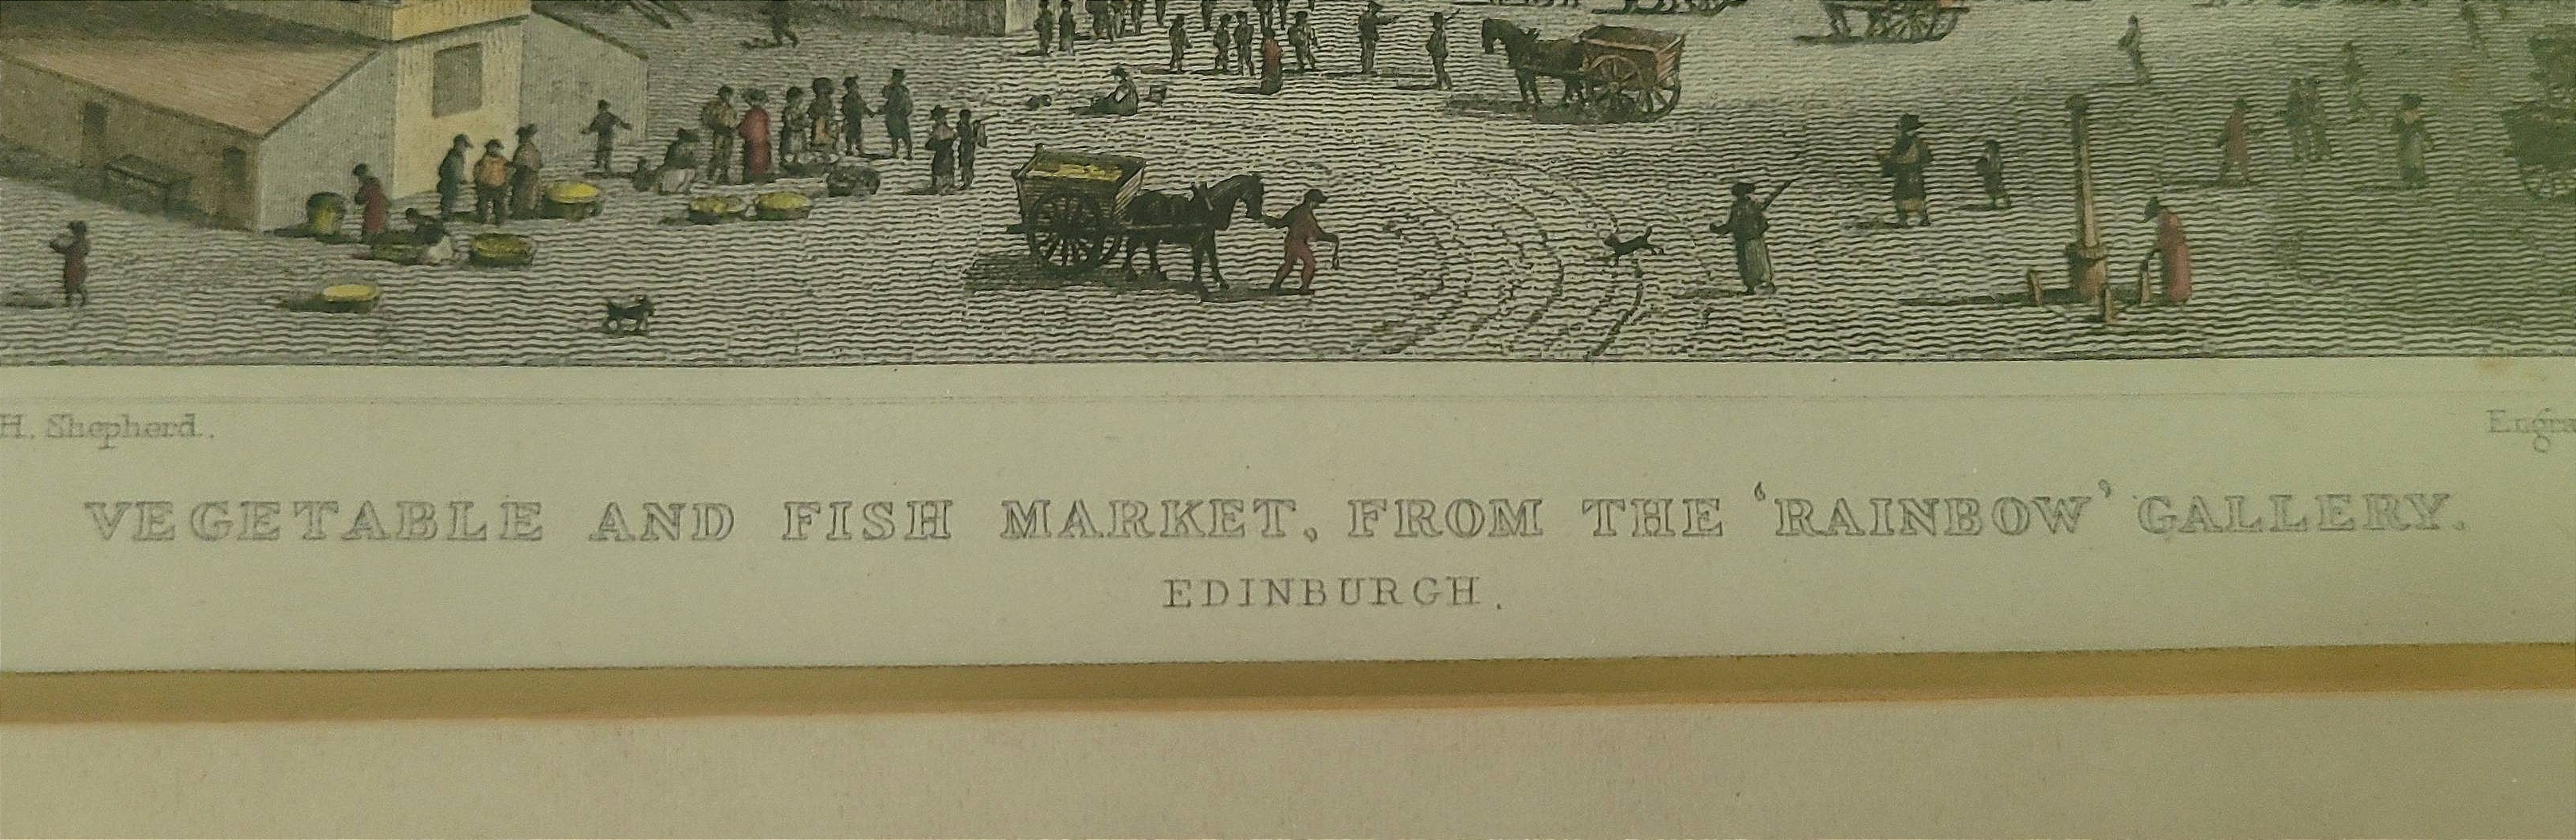 H. Shepherd.
VEGETABLE AND FISH MARKET, FROM THE 'RAINBOW' GALLERY.
EDINBURGH.